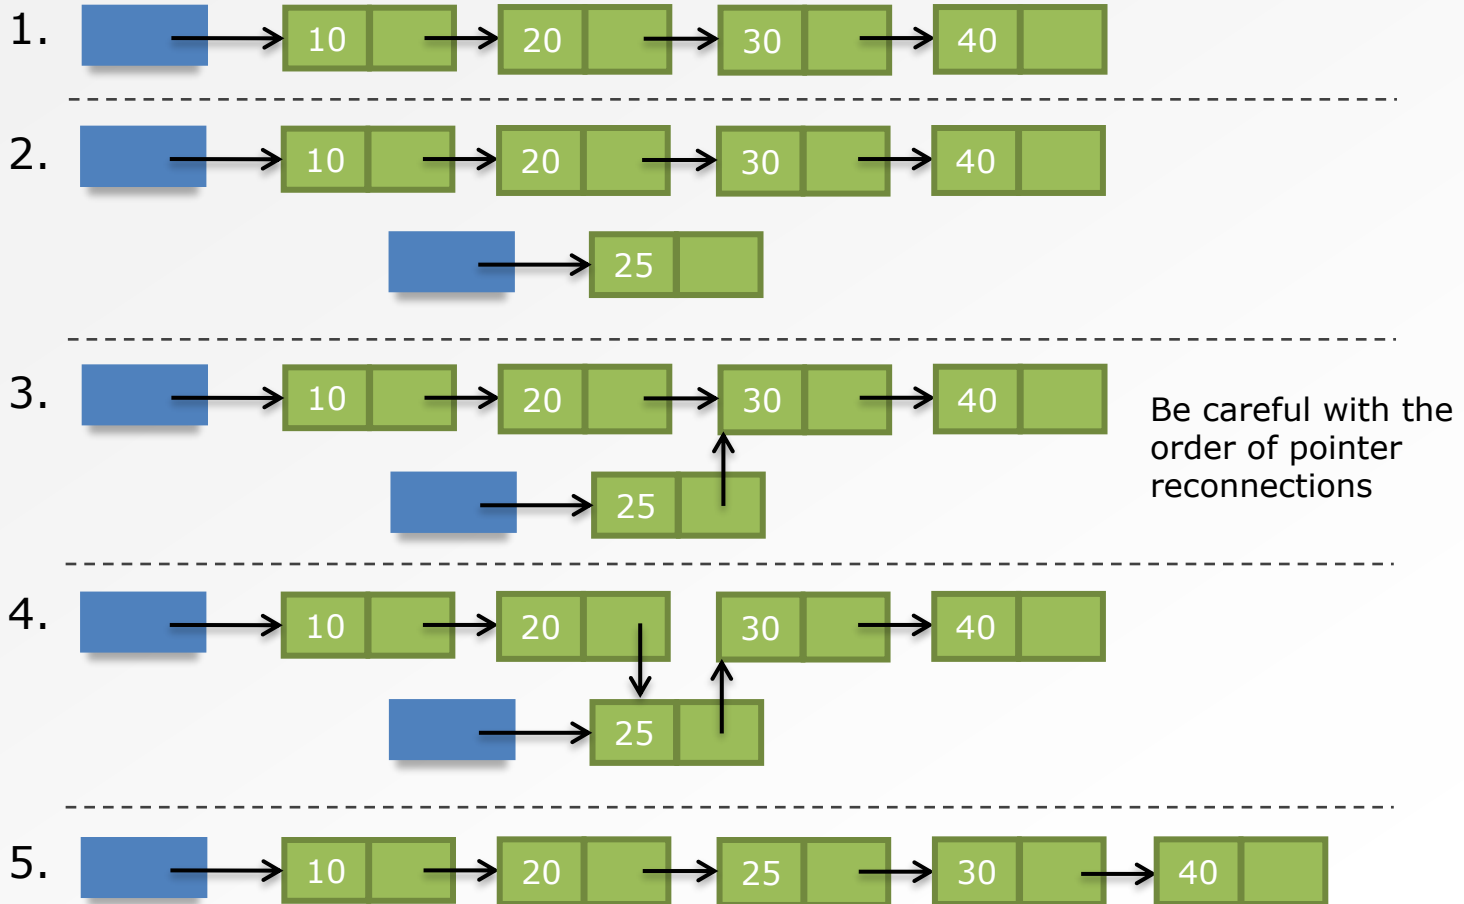 1. 10 20 30 40
2. 10 20 30 40
25
3. 10 20 30 40
25
Be careful with the
order of pointer
reconnections
4. 10 20 30 40
25
5. 10 20 25 30 40